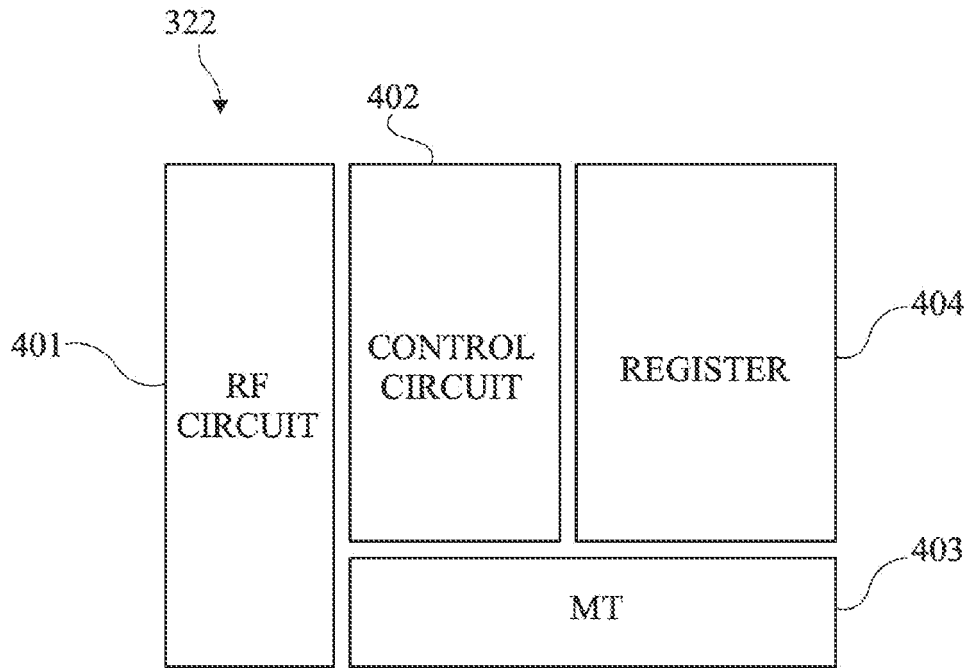 322
402
401
RF
CIRCUIT
CONTROL
CIRCUIT
REGISTER
404
403
MT